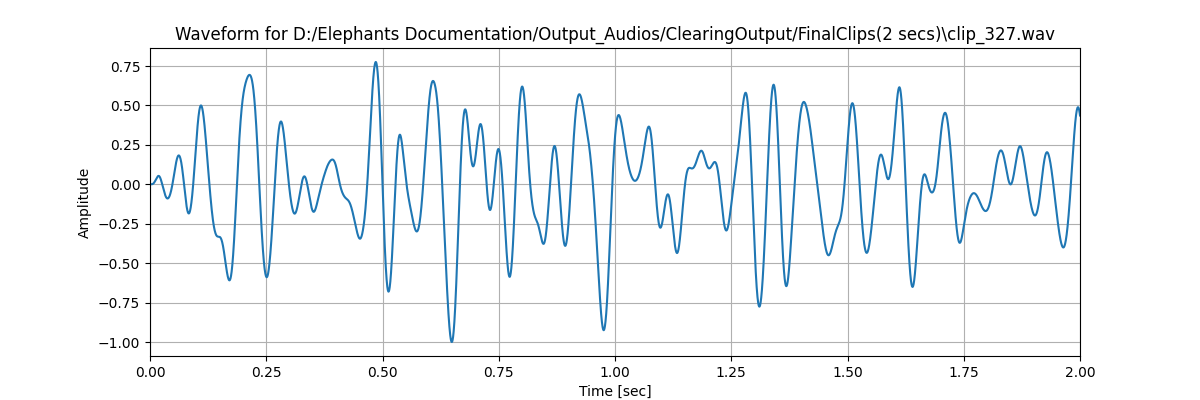 Waveform for D:/Elephants Documentation/Output_Audios/ClearingOutput/FinalClips(2 secs)\clip_327.wav
0.75
0.50
0.25
0.00
−0.25
−0.50
−0.75
−1.00
Amplitude
0.00 0.25 0.50 0.75 1.00 1.25 1.50 1.75 2.00
Time [sec]